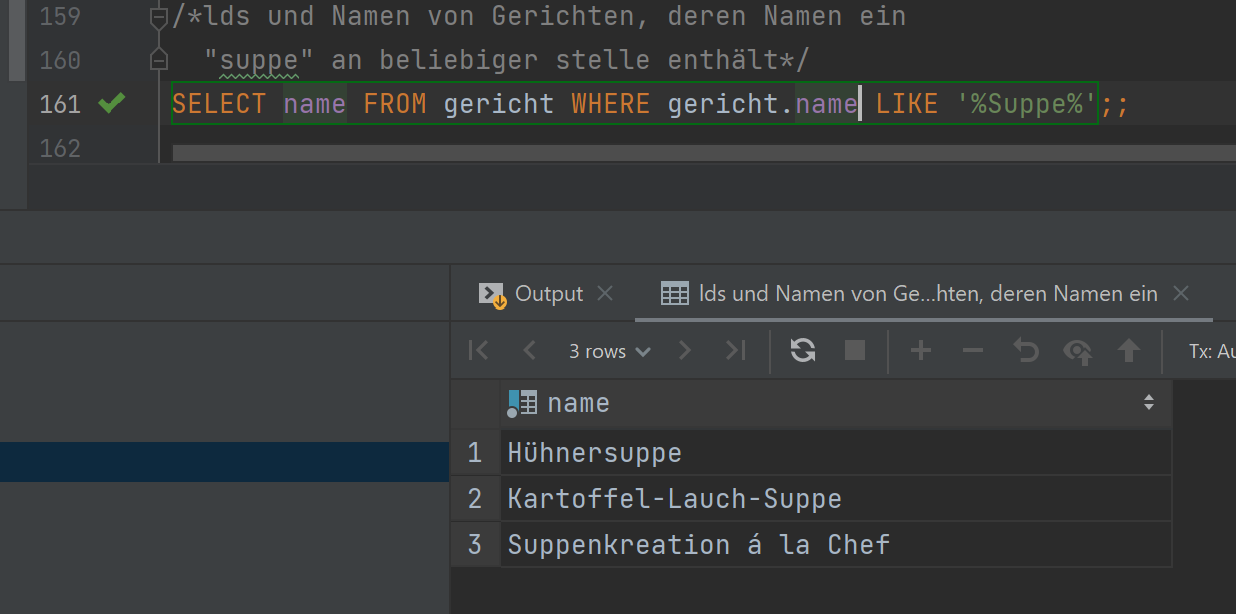 159 /*lds und Namen von Gerichten, deren Namen ein
160 "suppe" an beliebiger stelle enthält*/
161 SELECT name FROM gericht WHERE gericht.name LIKE '%Suppe%';;
162
Output
lds und Namen von Ge...hten, deren Namen ein
3 rows
Tx: Au
name
1 Hühnersuppe
2 Kartoffel-Lauch-Suppe
3 Suppenkreation á la Chef